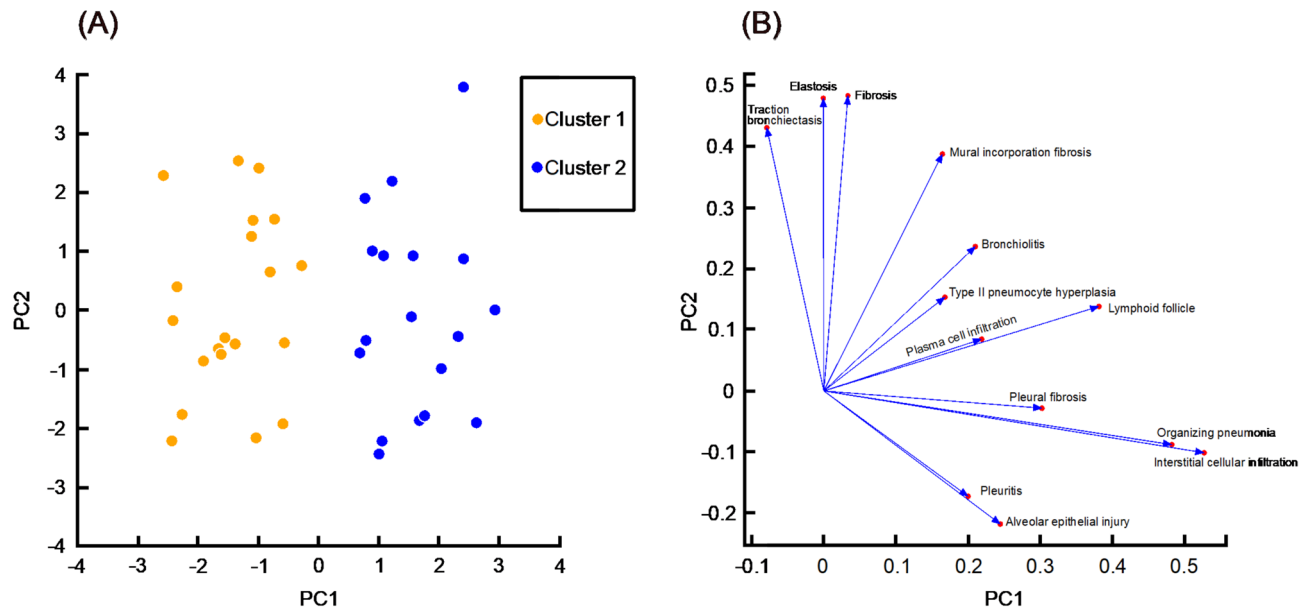 (A)
4
3
2
1
0
−1
−2
−3
−4
PC2
−4 −3 −2 −1 0 1 2 3 4
PC1
Cluster 1
Cluster 2
(B)
0.5
0.4
0.3
0.2
0.1
0
−0.1
−0.2
PC2
−0.1 0 0.1 0.2 0.3 0.4 0.5
PC1
Elastosis
Fibrosis
Traction
bronchiectasis
Mural incorporation fibrosis
Bronchiolitis
Type II pneumocyte hyperplasia
Lymphoid follicle
Plasma cell infiltration
Pleural fibrosis
Organizing pneumonia
Interstitial cellular infiltration
Pleuritis
Alveolar epithelial injury